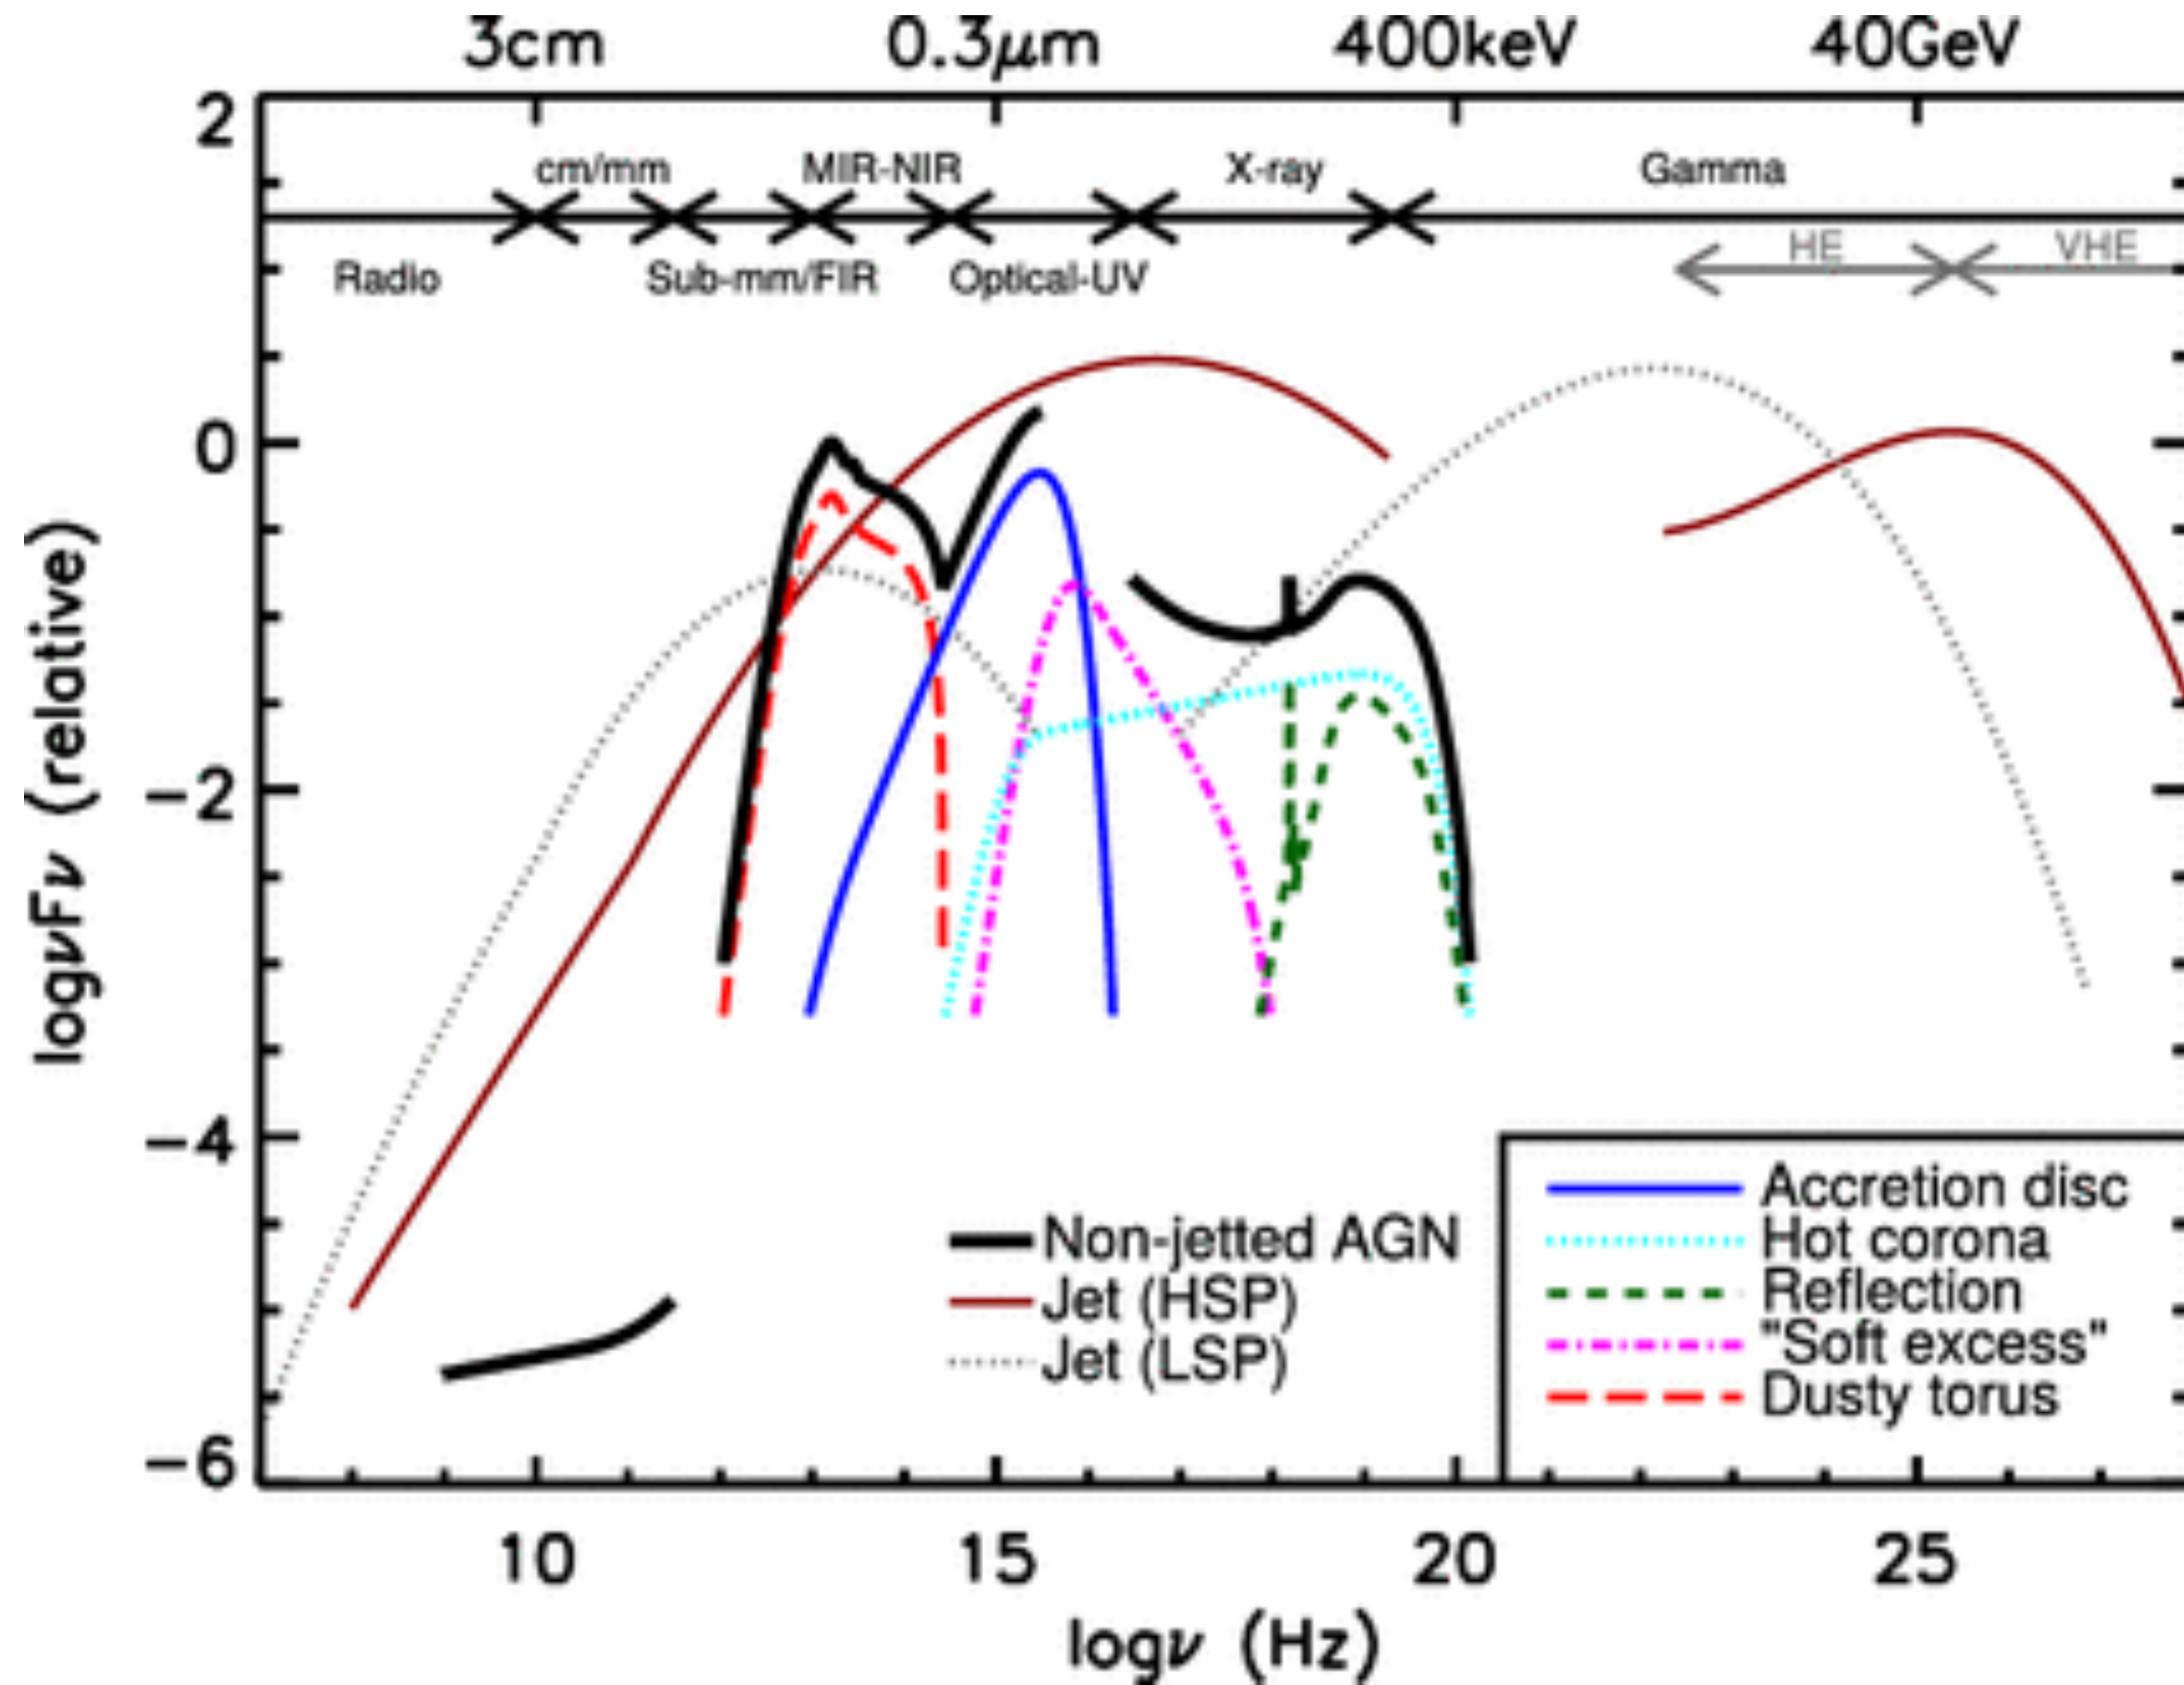 3cm 0.3μm 400keV 40GeV
cm/mm MIR-NIR X-ray Gamma
HE VHE
Radio Sub-mm/FIR Optical-UV
2
0
−2
−4
−6
logνFν (relative)
Non-jetted AGN
Jet (HSP)
Jet (LSP)
Accretion disc
Hot corona
Reflection
"Soft excess"
Dusty torus
10 15 20 25
logν (Hz)